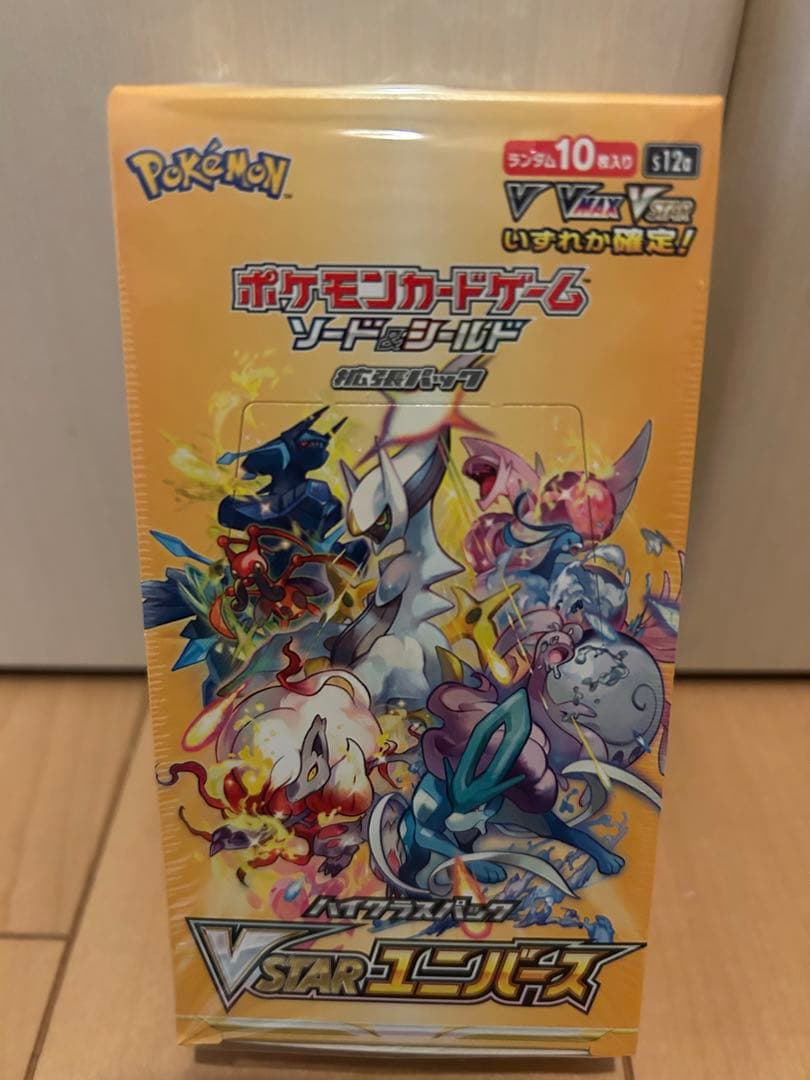 POKÉMON™
ランダム10枚入り s12a
V VMAX VSTAR
いずれか確定!
ポケモンカードゲーム™
ソード&シールド
拡張パック
ハイクラスパック
VSTARユニバース